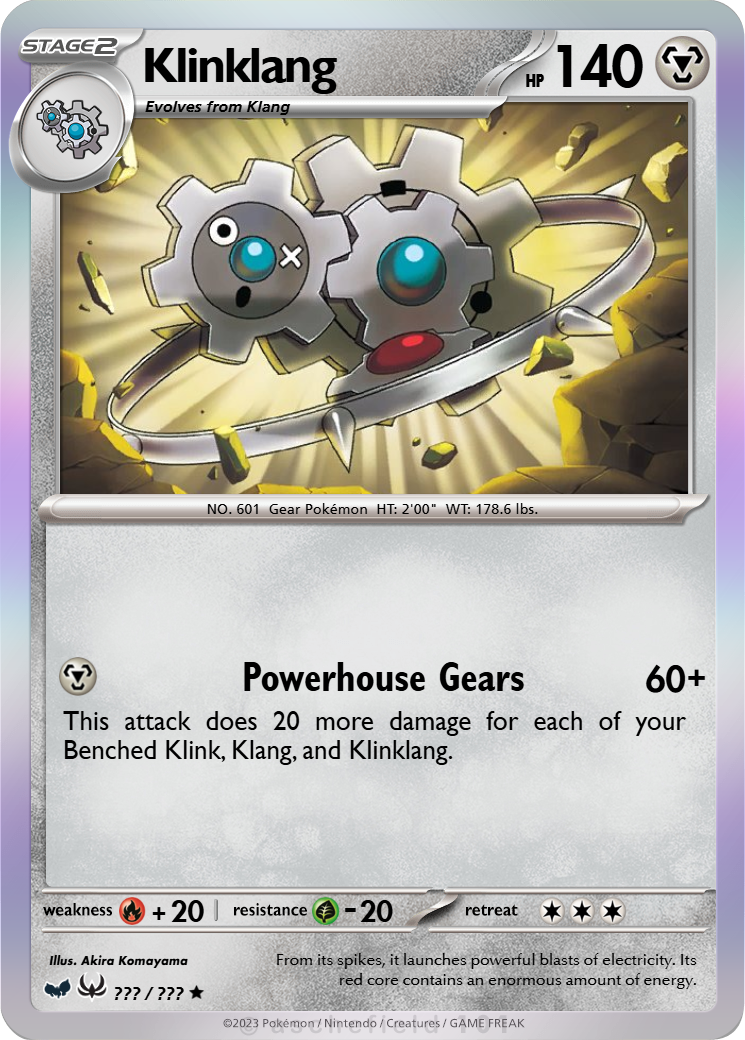 STAGE2
Klinklang
HP 140
Evolves from Klang
NO. 601 Gear Pokémon HT: 2'00" WT: 178.6 lbs.
Powerhouse Gears 60+
This attack does 20 more damage for each of your
Benched Klink, Klang, and Klinklang.
weakness +20 resistance -20 retreat
Illus. Akira Komayama
From its spikes, it launches powerful blasts of electricity. Its
red core contains an enormous amount of energy.
??? / ??? ★
©2023 Pokémon / Nintendo / Creatures / GAME FREAK